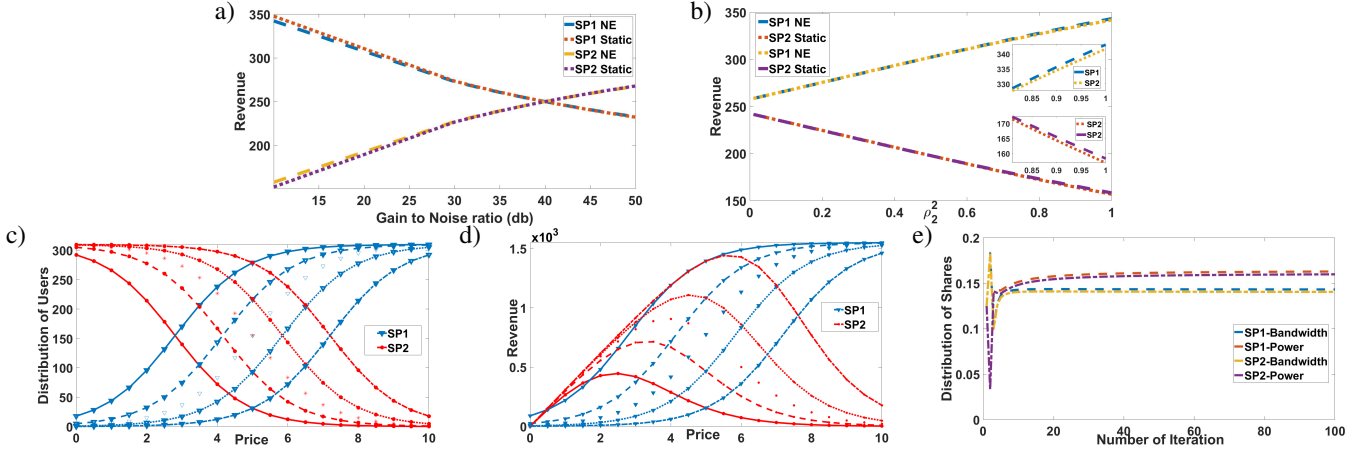 a)
350
300
250
200
Revenue
15 20 25 30 35 40 45 50
Gain to Noise ratio (db)
SP1 NE
SP1 Static
SP2 NE
SP2 Static
b)
350
300
250
200
150
Revenue
0 0.2 0.4 0.6 0.8 1
ρ₂²
SP1 NE
SP2 Static
SP1 NE
SP2 Static
340
335
330
0.85 0.9 0.95 1
SP1
SP2
170
165
160
0.85 0.9 0.95 1
SP2
SP2
c)
300
250
200
150
100
50
0
Distribution of Users
0 2 4 6 8 10
Price
SP1
SP2
d)
x10³
1.5
1.0
0.5
0
Revenue
0 2 4 6 8 10
Price
SP1
SP2
e)
0.2
0.15
0.1
0.05
0
Distribution of Shares
0 20 40 60 80 100
Number of Iteration
SP1-Bandwidth
SP1-Power
SP2-Bandwidth
SP2-Power